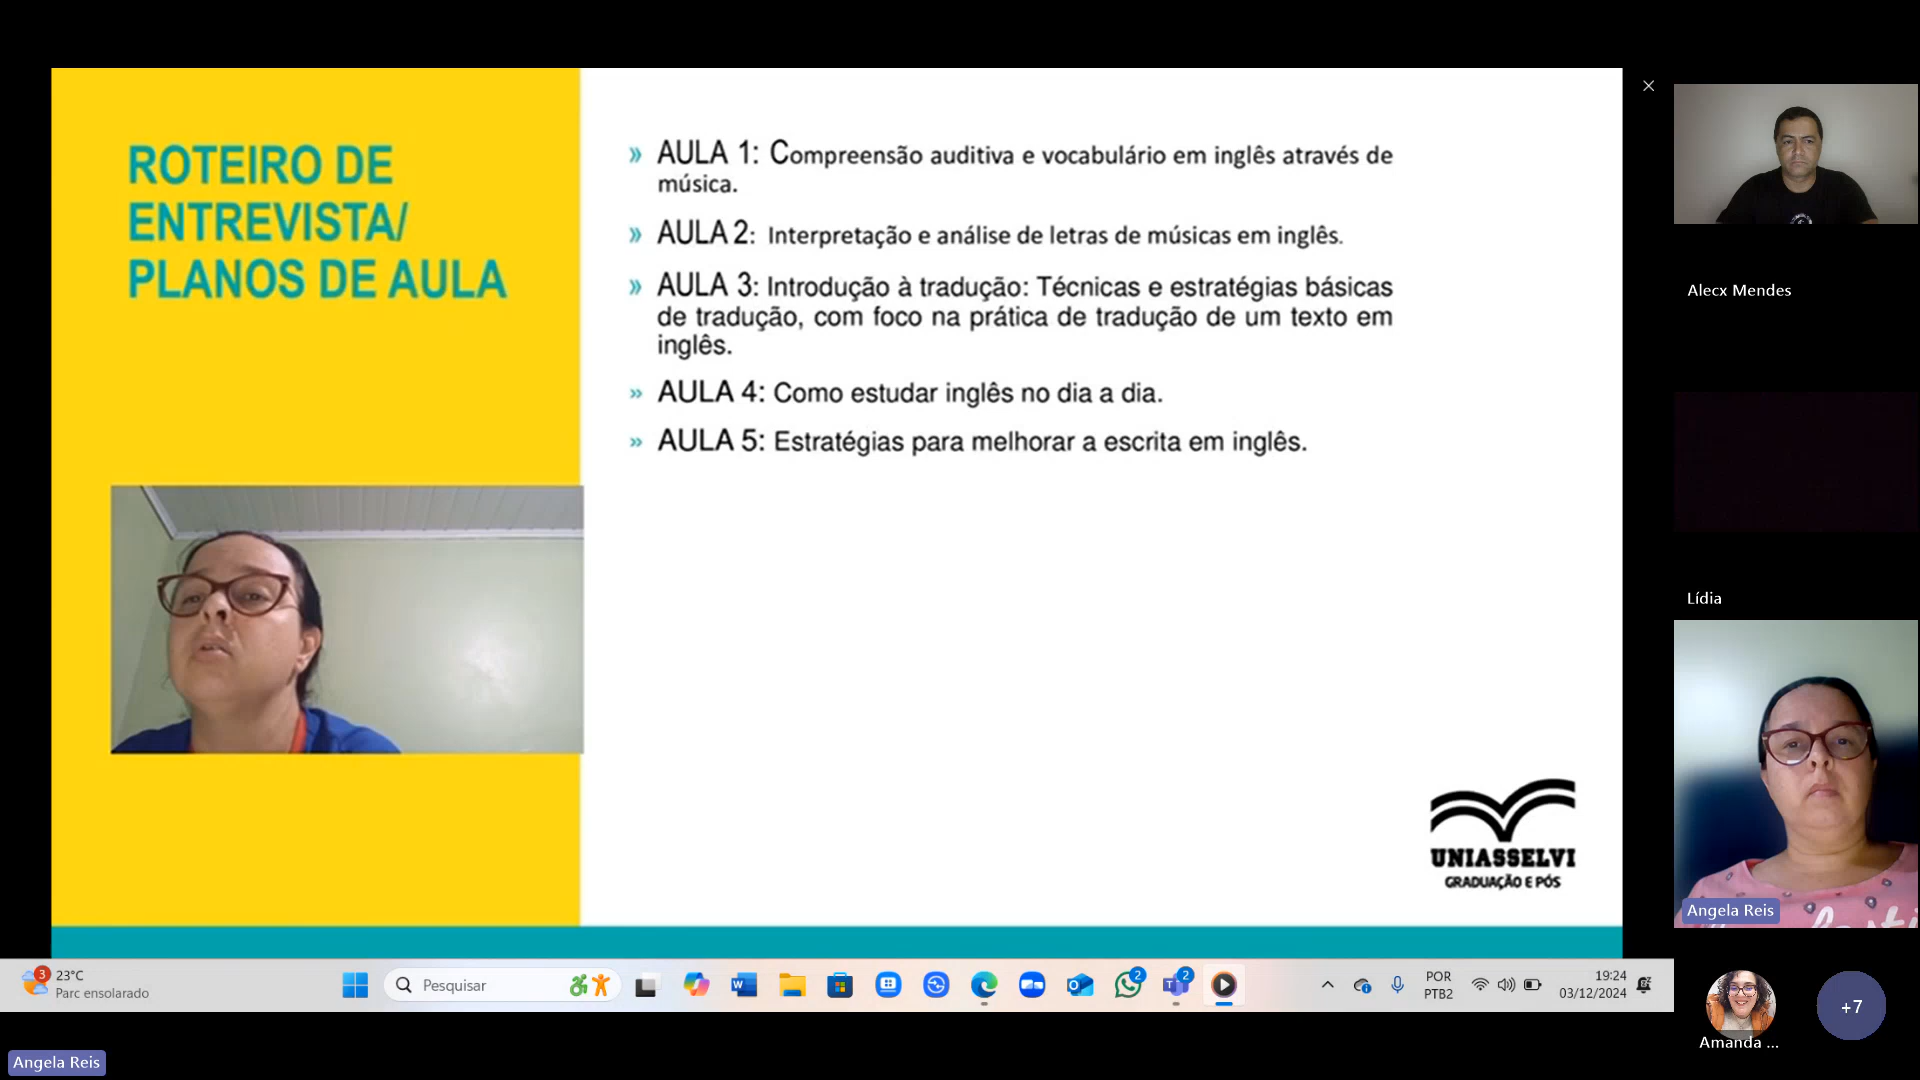 ROTEIRO DE
ENTREVISTA/
PLANOS DE AULA
» AULA 1: Compreensão auditiva e vocabulário em inglês através de
música.
» AULA 2: Interpretação e análise de letras de músicas em inglês.
» AULA 3: Introdução à tradução: Técnicas e estratégias básicas
de tradução, com foco na prática de tradução de um texto em
inglês.
» AULA 4: Como estudar inglês no dia a dia.
» AULA 5: Estratégias para melhorar a escrita em inglês.
UNIASSELVI
GRADUAÇÃO E PÓS
Alecx Mendes
Lídia
Angela Reis
Amanda ...
+7
3
23°C
Parc ensolarado
Pesquisar
2
2
POR
PTB2
19:24
03/12/2024
Angela Reis